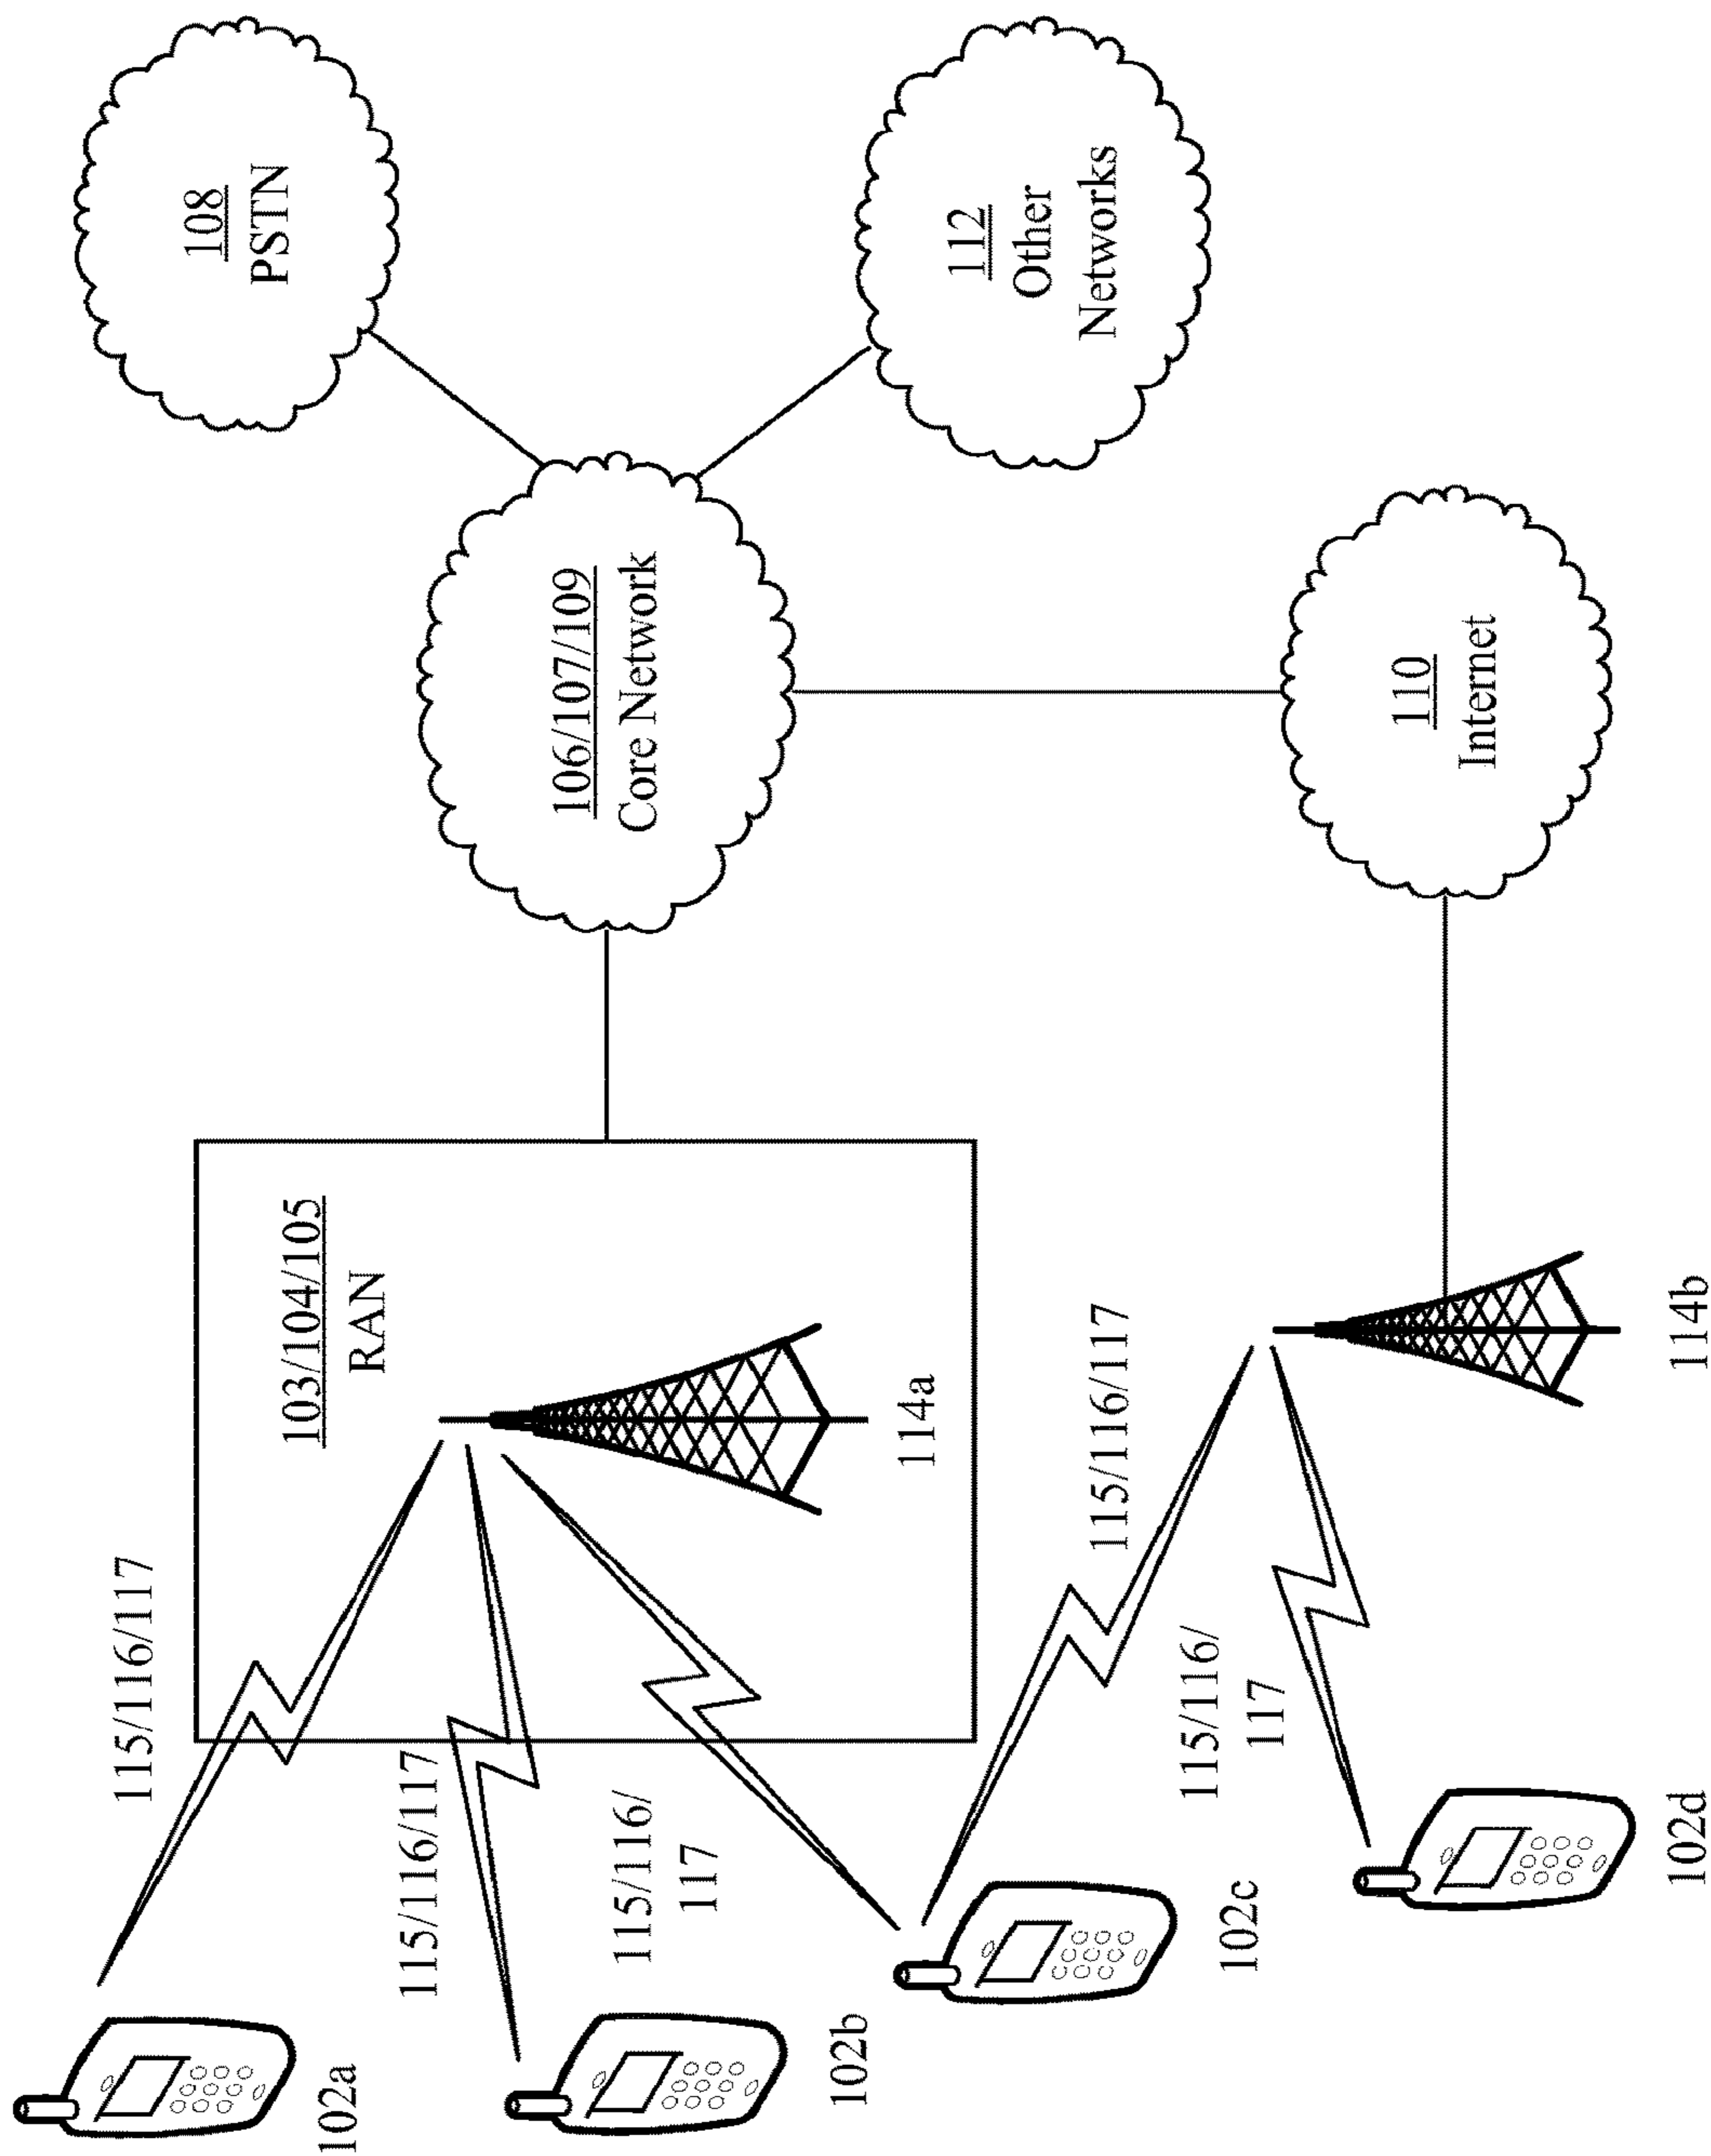 102a
115/116/117
103/104/105
RAN
114a
115/116/117
102b
115/116/
117
102c
115/116/117
115/116/
117
102d
114b
106/107/109
Core Network
108
PSTN
112
Other
Networks
110
Internet